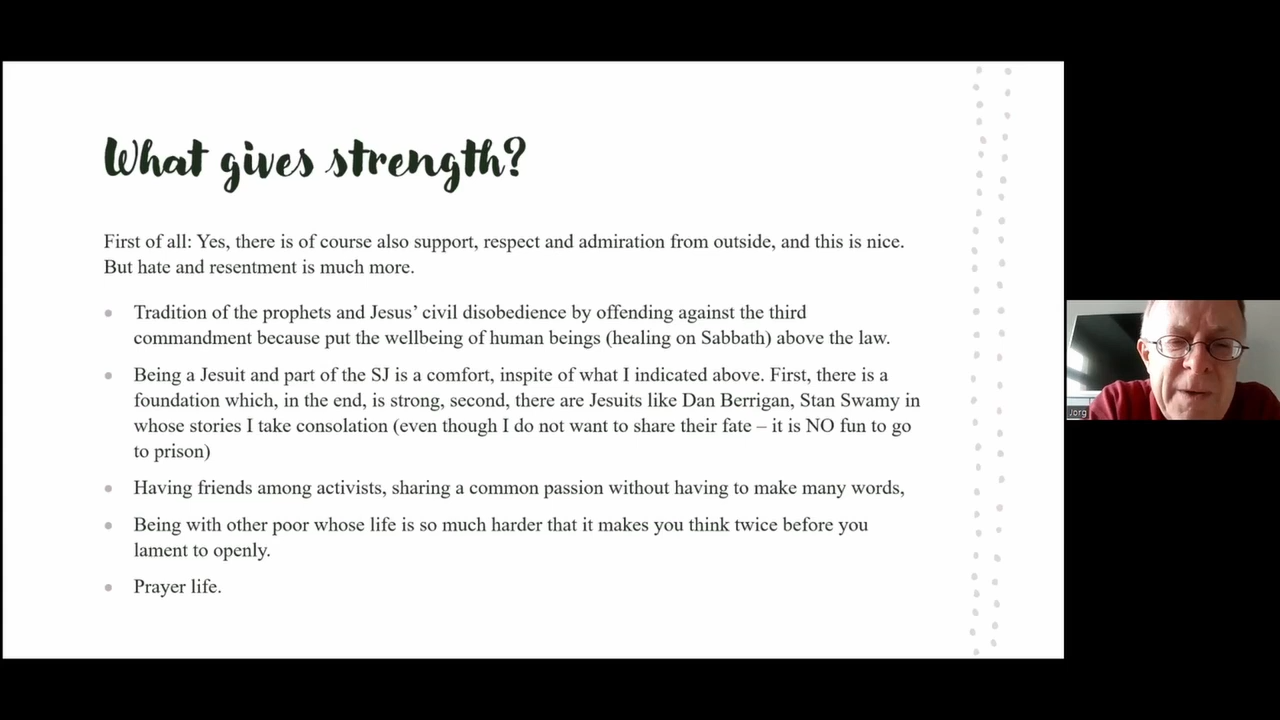 What gives strength?
First of all: Yes, there is of course also support, respect and admiration from outside, and this is nice.
But hate and resentment is much more.
Tradition of the prophets and Jesus’ civil disobedience by offending against the third
commandment because put the wellbeing of human beings (healing on Sabbath) above the law.
Being a Jesuit and part of the SJ is a comfort, inspite of what I indicated above. First, there is a
foundation which, in the end, is strong, second, there are Jesuits like Dan Berrigan, Stan Swamy in
whose stories I take consolation (even though I do not want to share their fate – it is NO fun to go
to prison)
Having friends among activists, sharing a common passion without having to make many words,
Being with other poor whose life is so much harder that it makes you think twice before you
lament to openly.
Prayer life.
Jorg